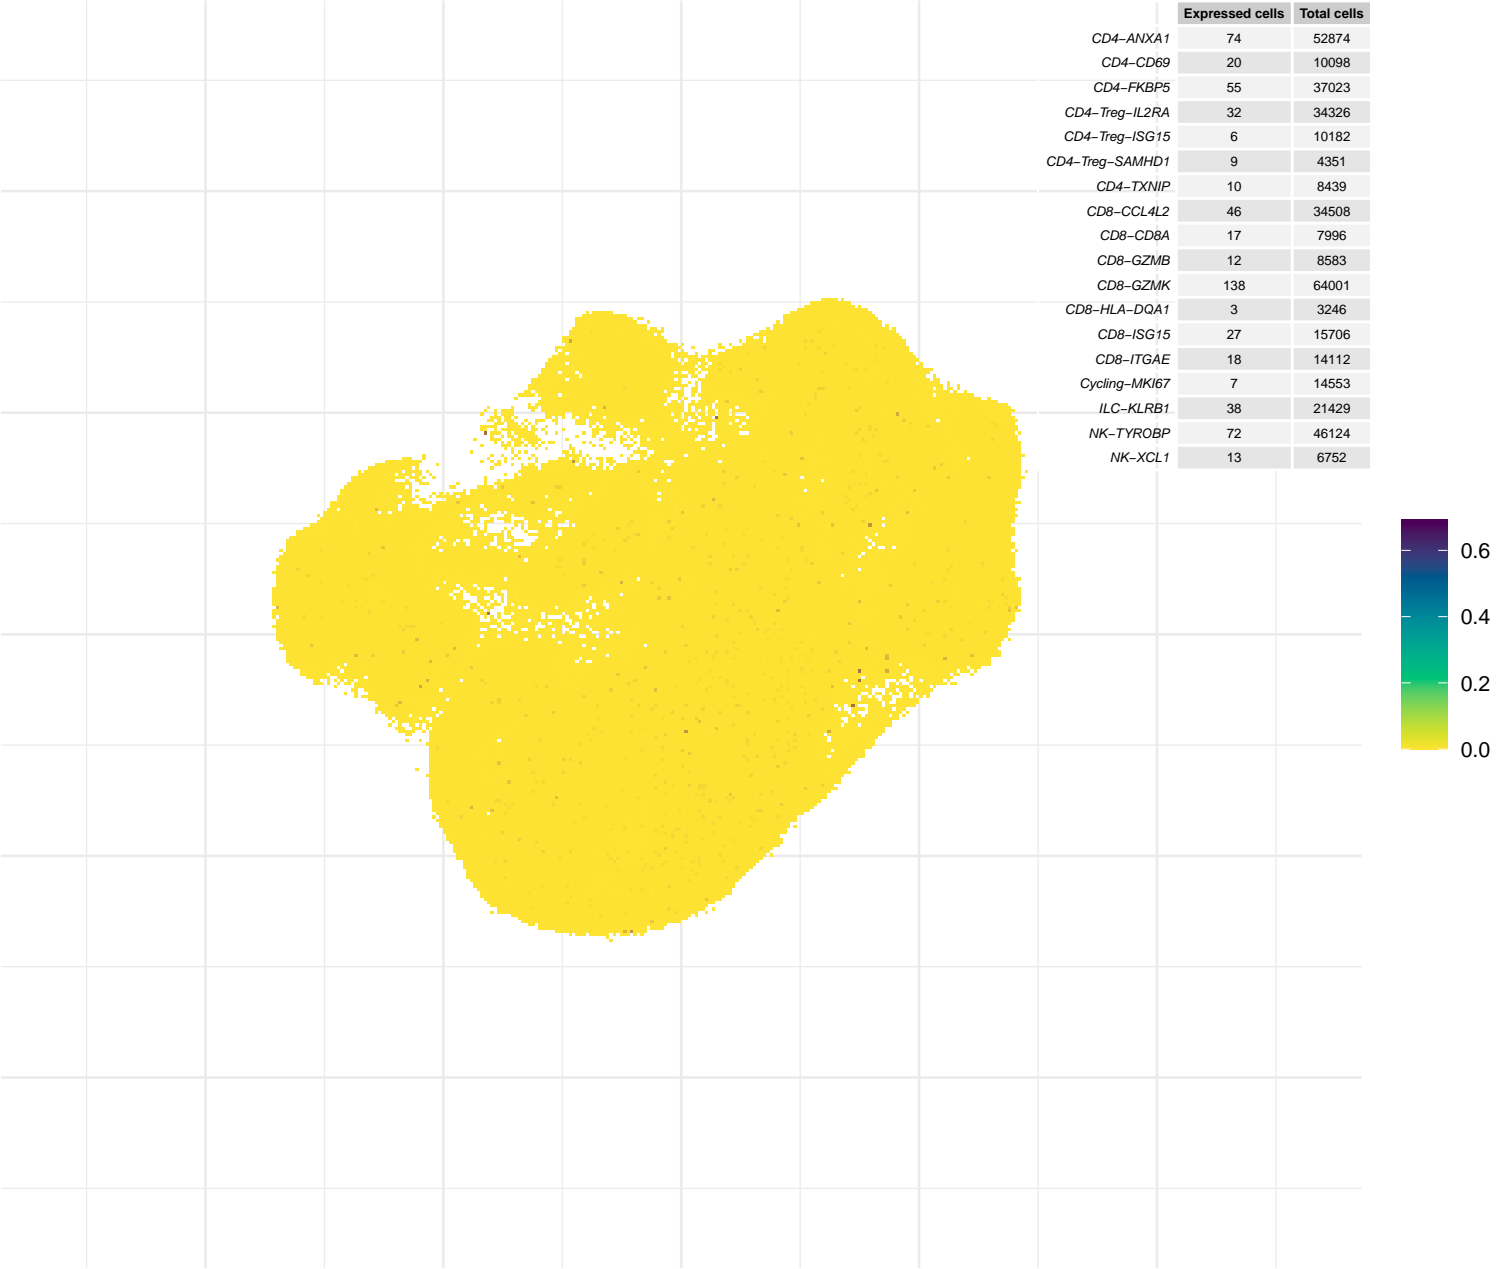 Expressed cells Total cells
CD4−ANXA1 74 52874
CD4−CD69 20 10098
CD4−FKBP5 55 37023
CD4−Treg−IL2RA 32 34326
CD4−Treg−ISG15 6 10182
CD4−Treg−SAMHD1 9 4351
CD4−TXNIP 10 8439
CD8−CCL4L2 46 34508
CD8−CD8A 17 7996
CD8−GZMB 12 8583
CD8−GZMK 138 64001
CD8−HLA−DQA1 3 3246
CD8−ISG15 27 15706
CD8−ITGAE 18 14112
Cycling−MKI67 7 14553
ILC−KLRB1 38 21429
NK−TYROBP 72 46124
NK−XCL1 13 6752
0.6
0.4
0.2
0.0